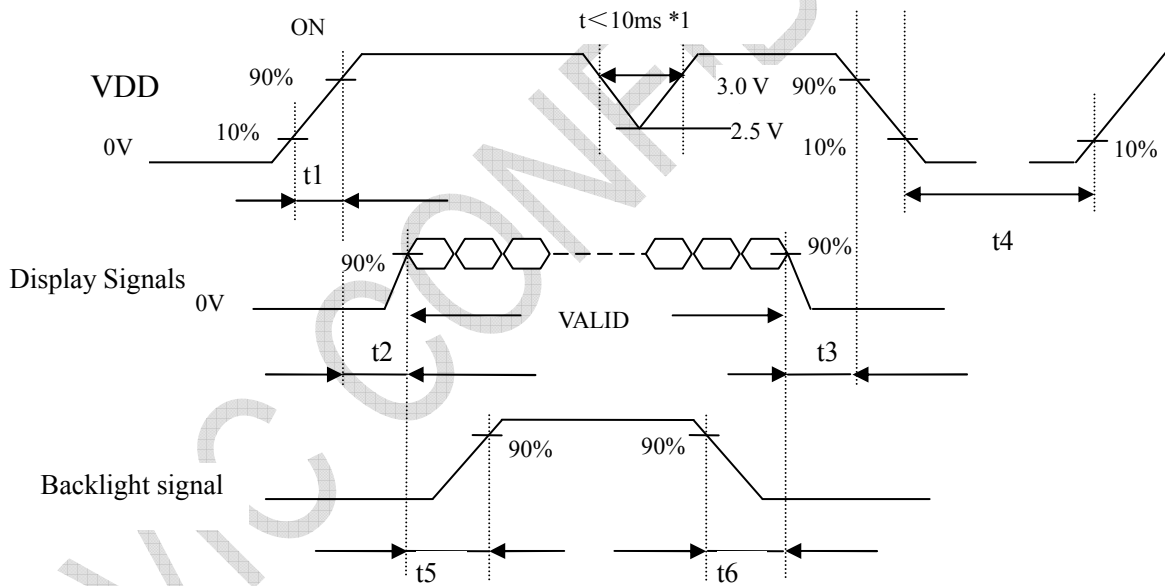 t<10ms *1
ON
90%
VDD
3.0 V
90%
10%
2.5 V
0V
10%
10%
t1
t4
90%
90%
Display Signals
0V
VALID
t2
t3
90%
90%
Backlight signal
t5
t6